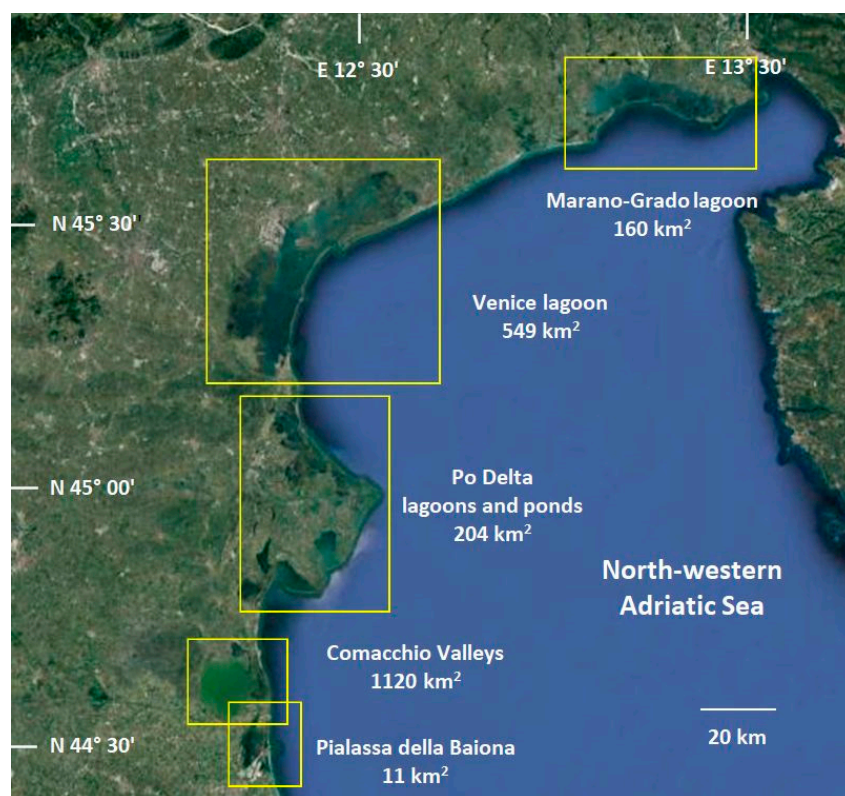 E 12° 30'
E 13° 30'
Marano-Grado lagoon
160 km²
N 45° 30'
Venice lagoon
549 km²
Po Delta
lagoons and ponds
204 km²
N 45° 00'
North-western
Adriatic Sea
Comacchio Valleys
1120 km²
20 km
N 44° 30'
Pialassa della Baiona
11 km²